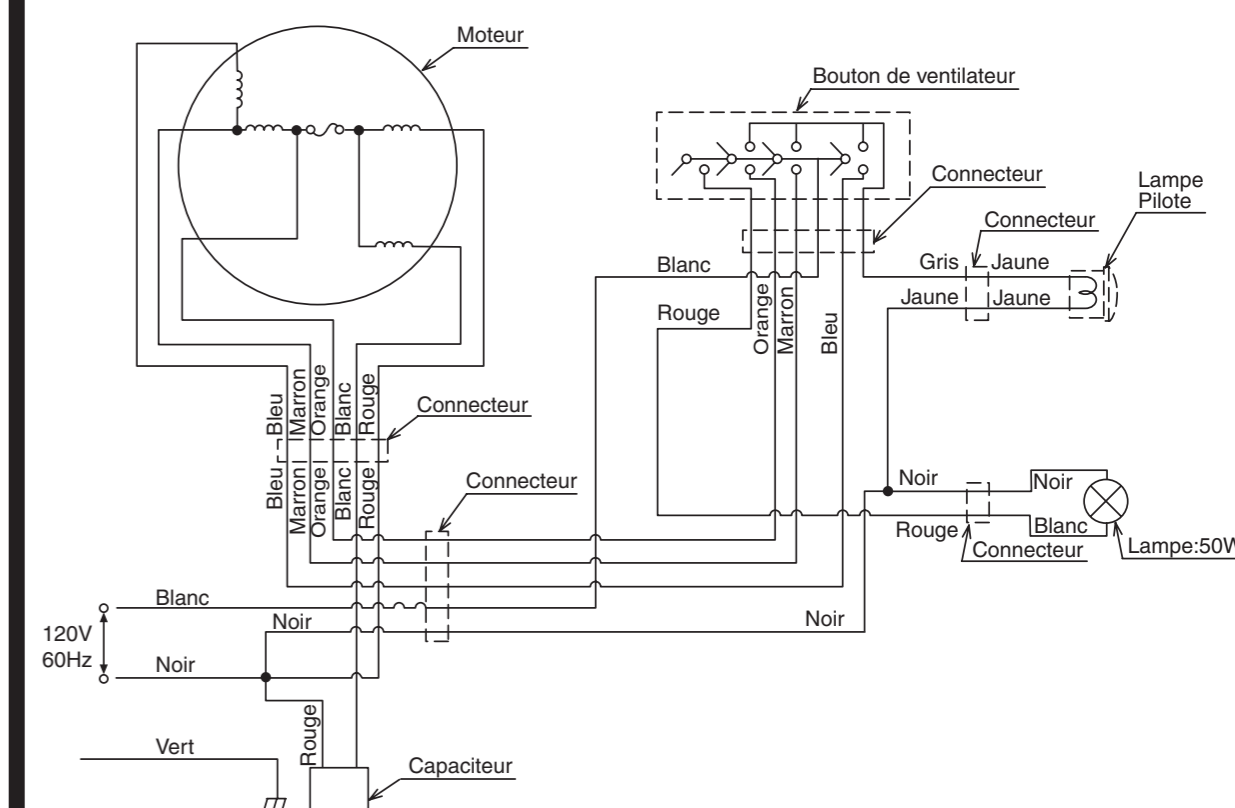 Moteur
Bouton de ventilateur
Connecteur
Lampe
Pilote
Connecteur
Blanc
Gris
Jaune
Jaune
Jaune
Rouge
Orange
Marron
Bleu
Bleu
Marron
Orange
Blanc
Rouge
Connecteur
Bleu
Marron
Orange
Blanc
Rouge
Connecteur
Noir
Noir
Rouge
Blanc
Connecteur
Lampe:50W
Blanc
Noir
Noir
120V
60Hz
Noir
Rouge
Vert
Capaciteur